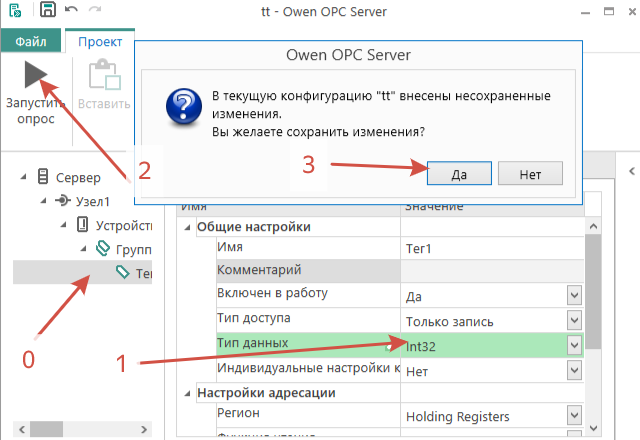 tt - Owen OPC Server
Файл
Проект
Запустить
опрос
Вставить
Owen OPC Server
В текущую конфигурацию "tt" внесены несохраненные
изменения.
Вы желаете сохранить изменения?
Да
Нет
3
2
0
1
Сервер
Узел1
Устройст
Групп
Те
Имя
Значение
Общие настройки
Имя
Тег1
Комментарий
Включен в работу
Да
Тип доступа
Только запись
Тип данных
Int32
Индивидуальные настройки к
Нет
Настройки адресации
Регион
Holding Registers